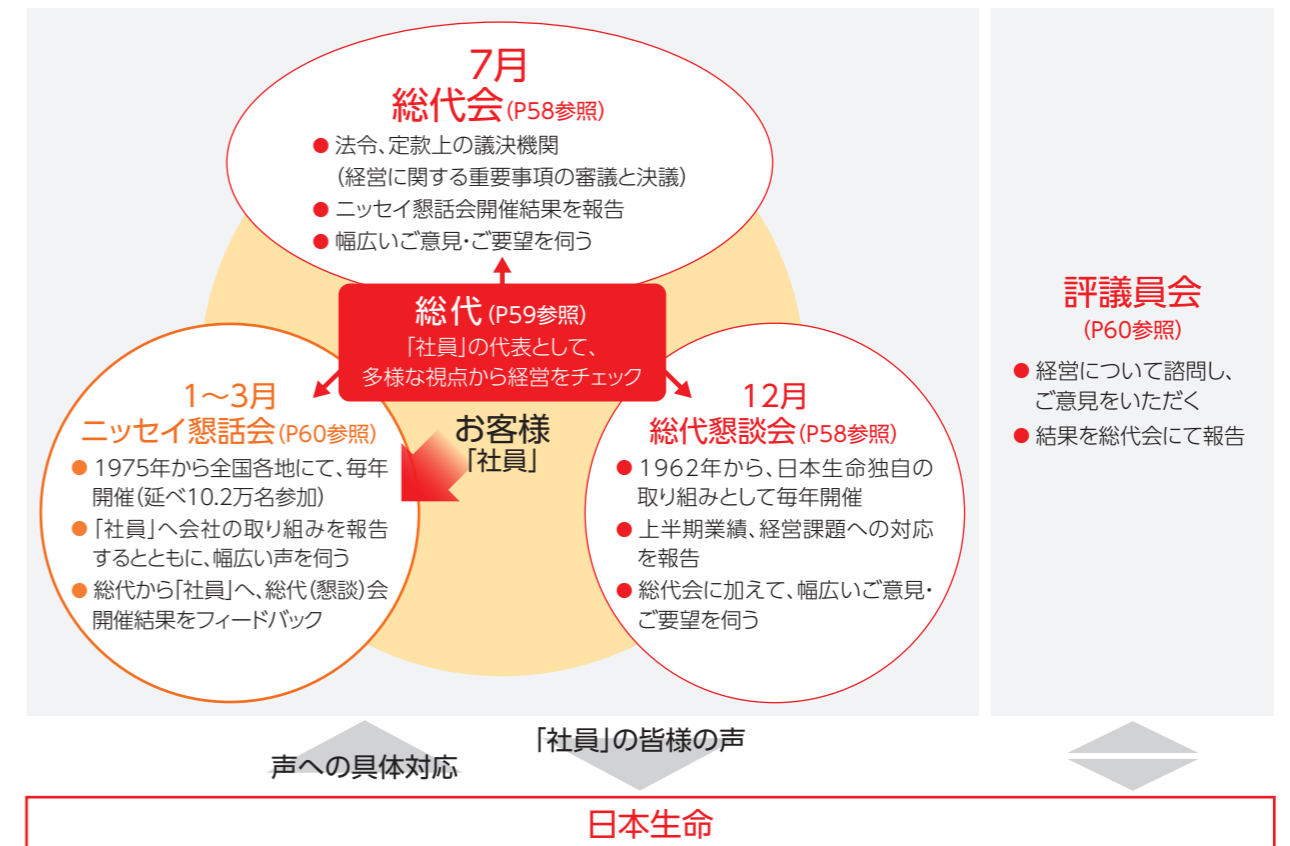 7月
総代会(P58参照)
●法令、定款上の議決機関
（経営に関する重要事項の審議と決議）
●ニッセイ懇話会開催結果を報告
●幅広いご意見・ご要望を伺う
総代(P59参照)
「社員」の代表として、
多様な視点から経営をチェック
1〜3月
ニッセイ懇話会(P60参照)
●1975年から全国各地にて、毎年
開催(延べ10.2万名参加)
●「社員」へ会社の取り組みを報告
するとともに、幅広い声を伺う
●総代から「社員」へ、総代(懇談)会
開催結果をフィードバック
お客様
「社員」
12月
総代懇談会(P58参照)
●1962年から、日本生命独自の
取り組みとして毎年開催
●上半期業績、経営課題への対応
を報告
●総代会に加えて、幅広いご意見・
ご要望を伺う
評議員会
(P60参照)
●経営について諮問し、
ご意見をいただく
●結果を総代会にて報告
声への具体対応
「社員」の皆様の声
日本生命